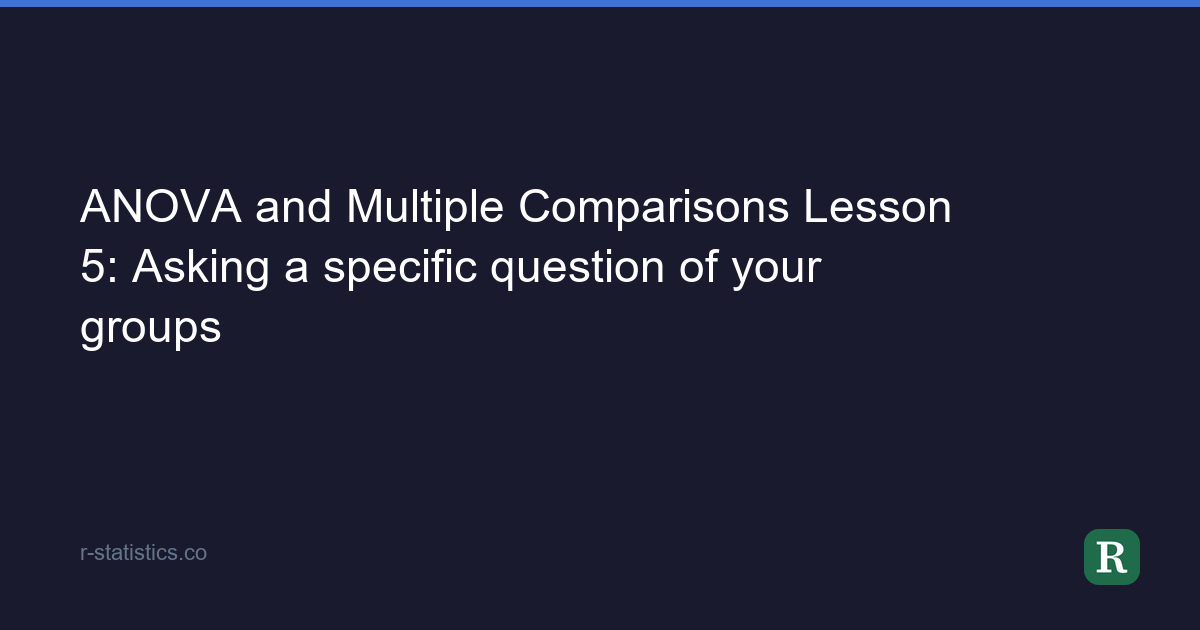 ANOVA and Multiple Comparisons Lesson
5: Asking a specific question of your
groups
r-statistics.co
R